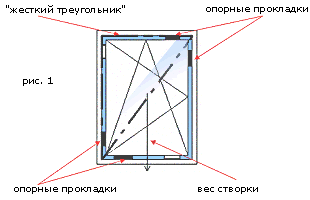 "жесткий треугольник"
опорные прокладки
рис. 1
опорные прокладки
вес створки